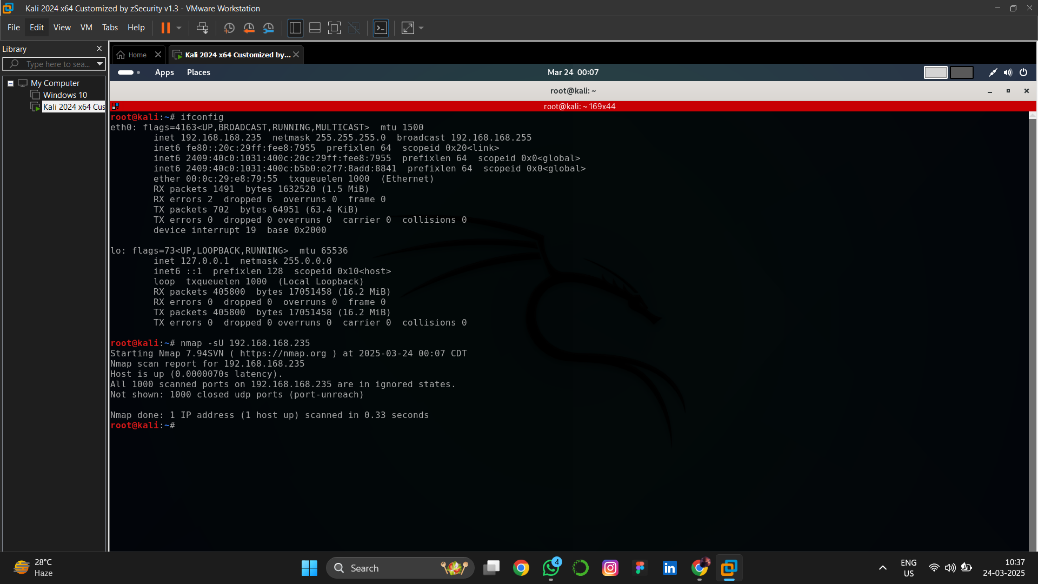 Kali 2024 x64 Customized by zSecurity v1.3 - VMware Workstation
File Edit View VM Tabs Help
Library
Type here to sea...
My Computer
Windows 10
Kali 2024 x64 Cus
Home
Kali 2024 x64 Customized by...
Apps Places
Mar 24 00:07
root@kali: ~
root@kali: ~ 169x44
root@kali:~# ifconfig
eth0: flags=4163<UP,BROADCAST,RUNNING,MULTICAST>  mtu 1500
inet 192.168.168.235  netmask 255.255.255.0  broadcast 192.168.168.255
inet6 fe80::20c:29ff:fee8:7955  prefixlen 64  scopeid 0x20<link>
inet6 2409:40c0:1031:400c:20c:29ff:fee8:7955  prefixlen 64  scopeid 0x0<global>
inet6 2409:40c0:1031:400c:b5b0:e2f7:8add:8841  prefixlen 64  scopeid 0x0<global>
ether 00:0c:29:e8:79:55  txqueuelen 1000  (Ethernet)
RX packets 1491  bytes 1632520 (1.5 MiB)
RX errors 2  dropped 6  overruns 0  frame 0
TX packets 702  bytes 64951 (63.4 KiB)
TX errors 0  dropped 0 overruns 0  carrier 0  collisions 0
device interrupt 19  base 0x2000
lo: flags=73<UP,LOOPBACK,RUNNING>  mtu 65536
inet 127.0.0.1  netmask 255.0.0.0
inet6 ::1  prefixlen 128  scopeid 0x10<host>
loop  txqueuelen 1000  (Local Loopback)
RX packets 405800  bytes 17051458 (16.2 MiB)
RX errors 0  dropped 0  overruns 0  frame 0
TX packets 405800  bytes 17051458 (16.2 MiB)
TX errors 0  dropped 0 overruns 0  carrier 0  collisions 0
root@kali:~# nmap -sU 192.168.168.235
Starting Nmap 7.94SVN ( https://nmap.org ) at 2025-03-24 00:07 CDT
Nmap scan report for 192.168.168.235
Host is up (0.0000070s latency).
All 1000 scanned ports on 192.168.168.235 are in ignored states.
Not shown: 1000 closed udp ports (port-unreach)
Nmap done: 1 IP address (1 host up) scanned in 0.33 seconds
root@kali:~#
28°C
Haze
Search
4
ENG
US
10:37
24-03-2025